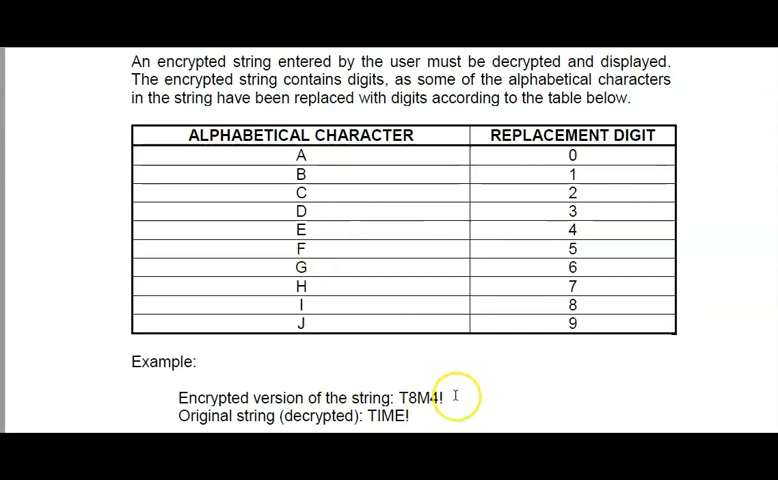 An encrypted string entered by the user must be decrypted and displayed.
The encrypted string contains digits, as some of the alphabetical characters
in the string have been replaced with digits according to the table below.
ALPHABETICAL CHARACTER REPLACEMENT DIGIT
A 0
B 1
C 2
D 3
E 4
F 5
G 6
H 7
I 8
J 9
Example:
Encrypted version of the string: T8M4!
Original string (decrypted): TIME!